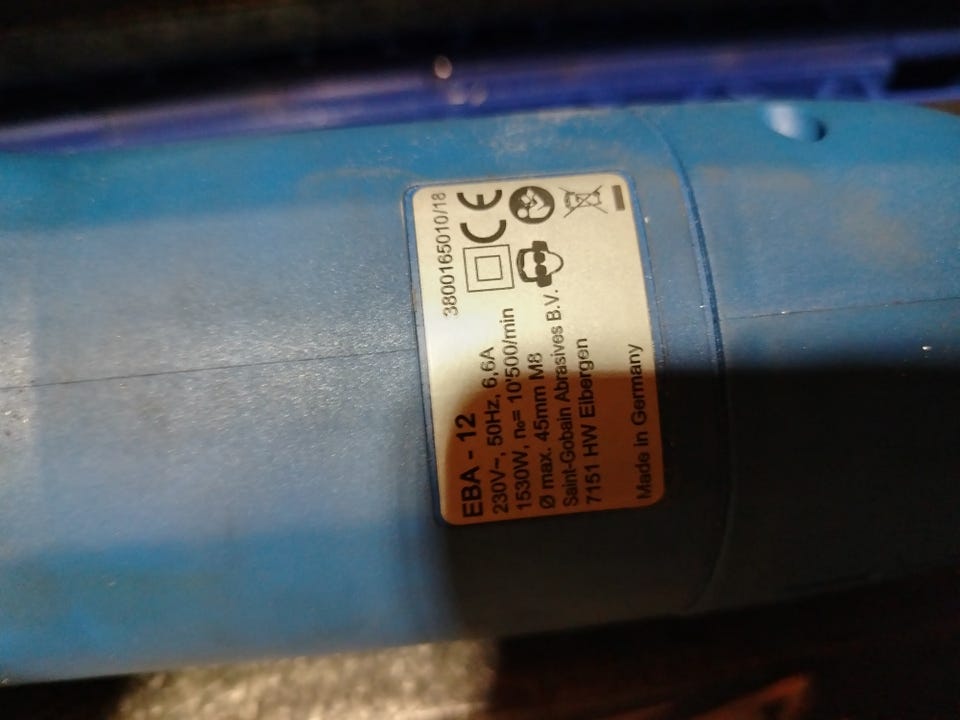 EBA - 12
3800165010/18
230V~, 50Hz, 6,6A
1530W, n₀= 10'500/min
Ø max. 45mm M8
Saint-Gobain Abrasives B.V.
7151 HW Eibergen
Made in Germany
CE